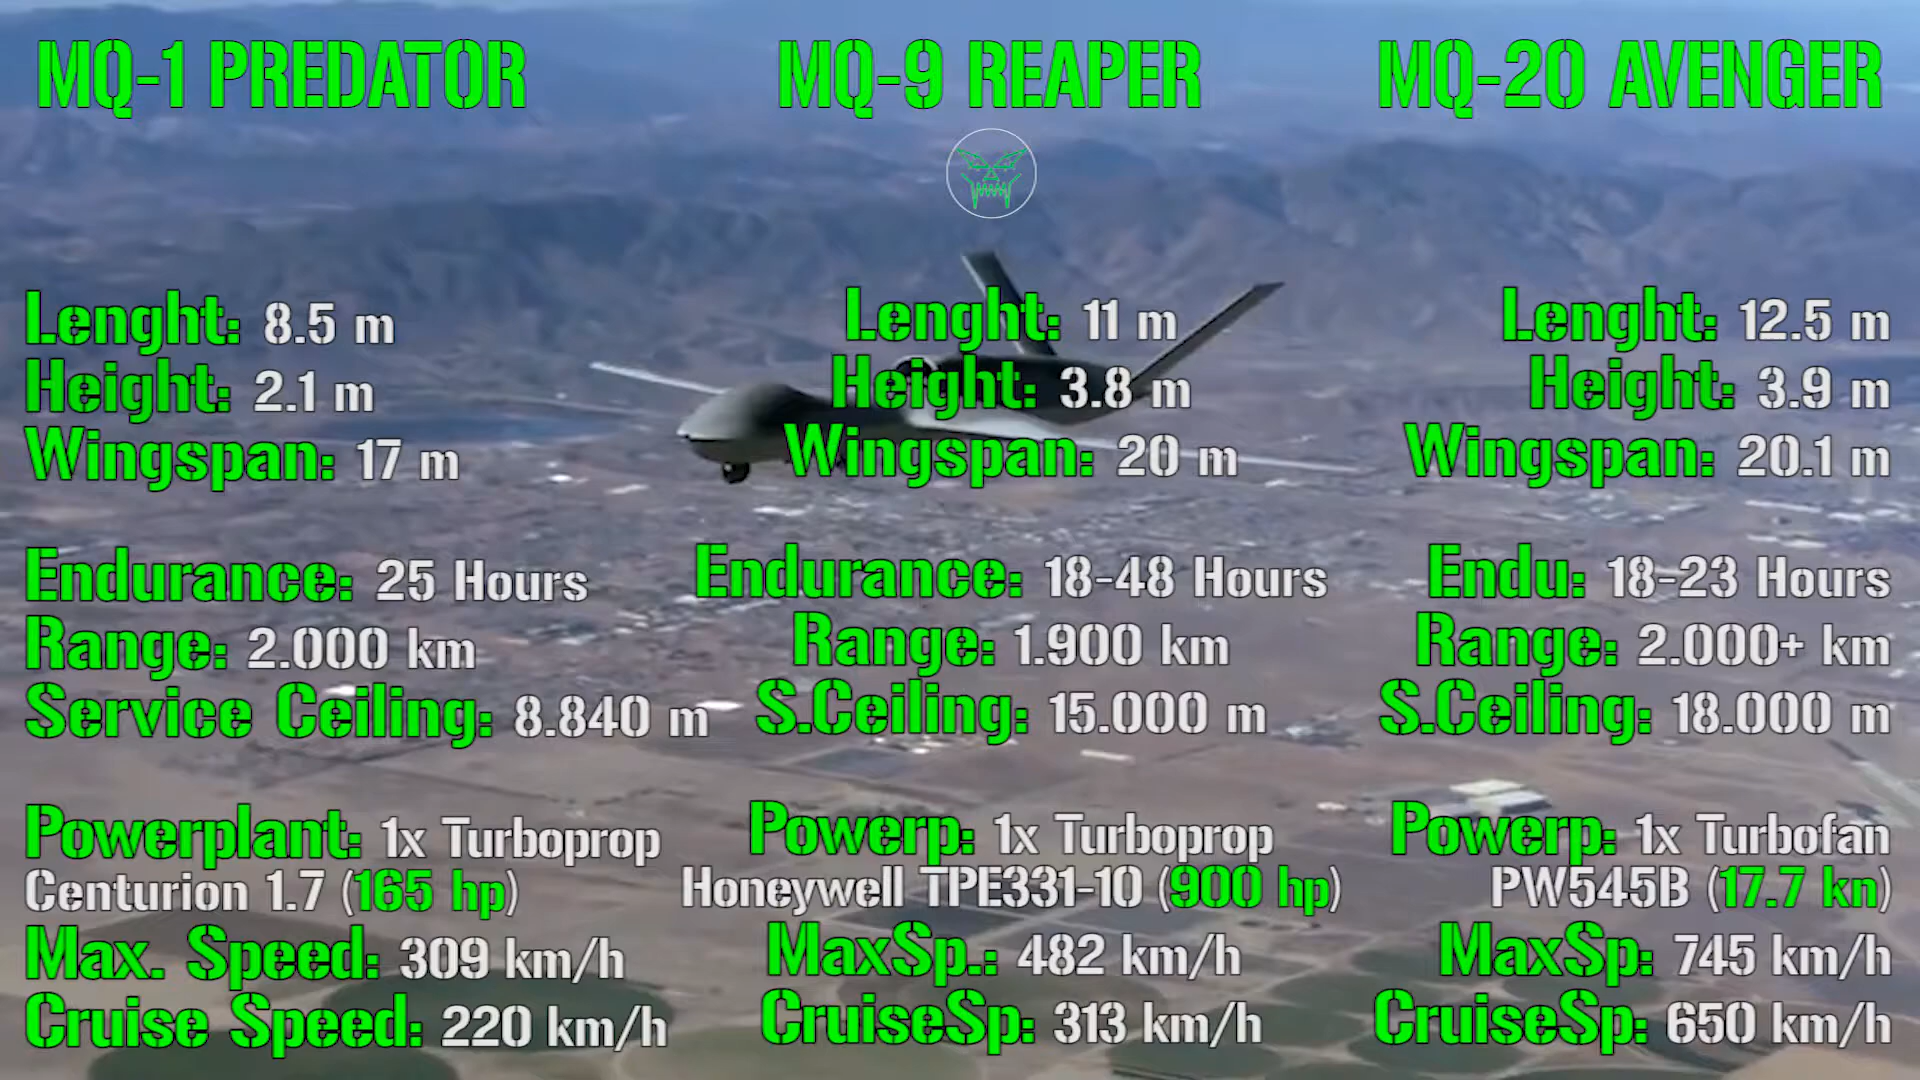 MQ-1 PREDATOR
Lenght: 8.5 m
Height: 2.1 m
Wingspan: 17 m
Endurance: 25 Hours
Range: 2.000 km
Service Ceiling: 8.840 m
Powerplant: 1x Turboprop
Centurion 1.7 (165 hp)
Max. Speed: 309 km/h
Cruise Speed: 220 km/h
MQ-9 REAPER
Lenght: 11 m
Height: 3.8 m
Wingspan: 20 m
Endurance: 18-48 Hours
Range: 1.900 km
S.Ceiling: 15.000 m
Powerp: 1x Turboprop
Honeywell TPE331-10 (900 hp)
MaxSp.: 482 km/h
CruiseSp: 313 km/h
MQ-20 AVENGER
Lenght: 12.5 m
Height: 3.9 m
Wingspan: 20.1 m
Endu: 18-23 Hours
Range: 2.000+ km
S.Ceiling: 18.000 m
Powerp: 1x Turbofan
PW545B (17.7 kn)
MaxSp: 745 km/h
CruiseSp: 650 km/h